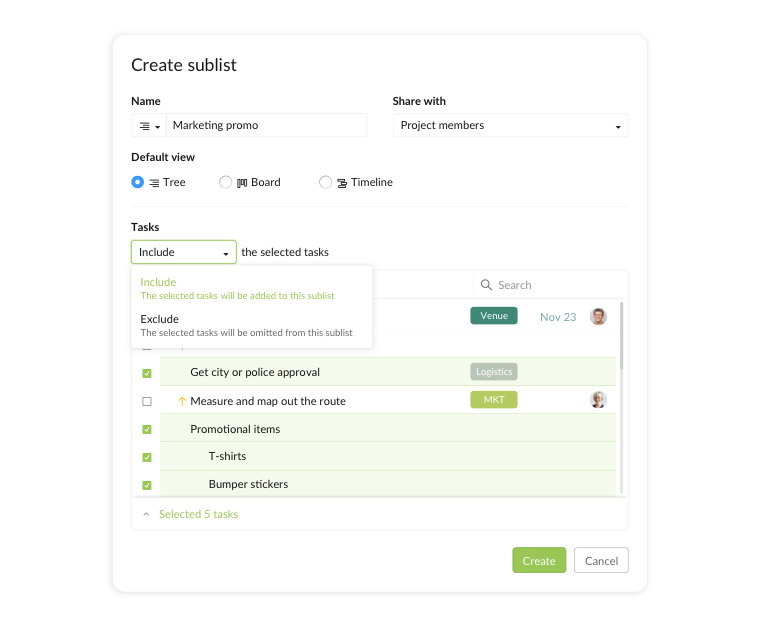 Create sublist
Name
Share with
Marketing promo
Project members
Default view
Tree
Board
Timeline
Tasks
Include
the selected tasks
Include
The selected tasks will be added to this sublist
Exclude
The selected tasks will be omitted from this sublist
Search
Venue
Nov 23
Get city or police approval
Logistics
Measure and map out the route
MKT
Promotional items
T-shirts
Bumper stickers
Selected 5 tasks
Create
Cancel